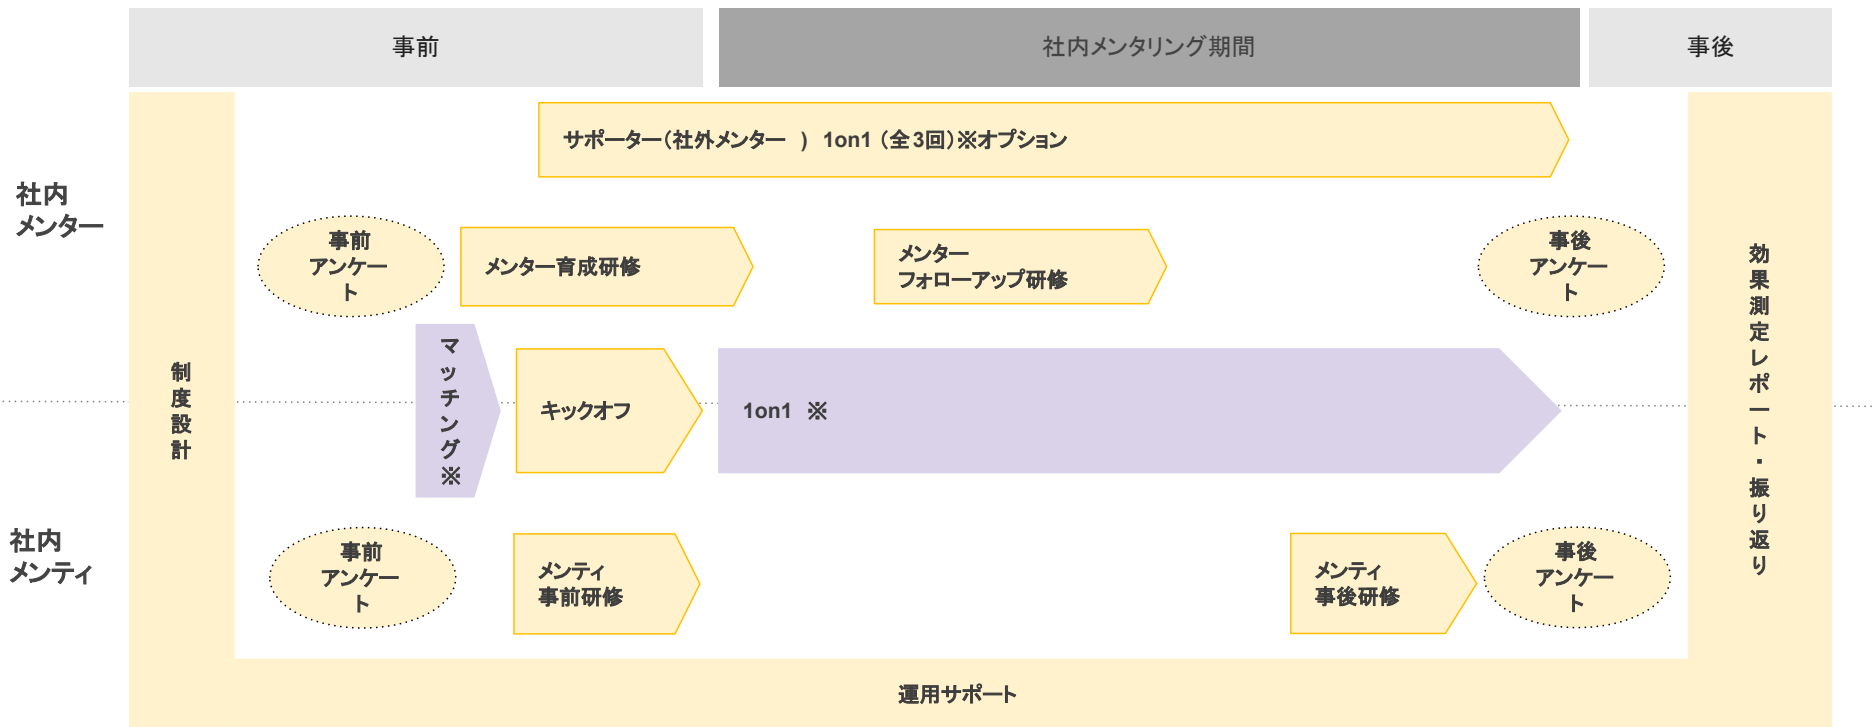 事前
社内メンタリング期間
事後
サポーター（社外メンター ） 1on1（全3回）※オプション
社内
メンター
事前
アンケー
ト
メンター育成研修
メンター
フォローアップ研修
事後
アンケー
ト
制度設計
マッチング※
キックオフ
1on1 ※
効果測定レポート・振り返り
社内
メンティ
事前
アンケー
ト
メンティ
事前研修
メンティ
事後研修
事後
アンケー
ト
運用サポート